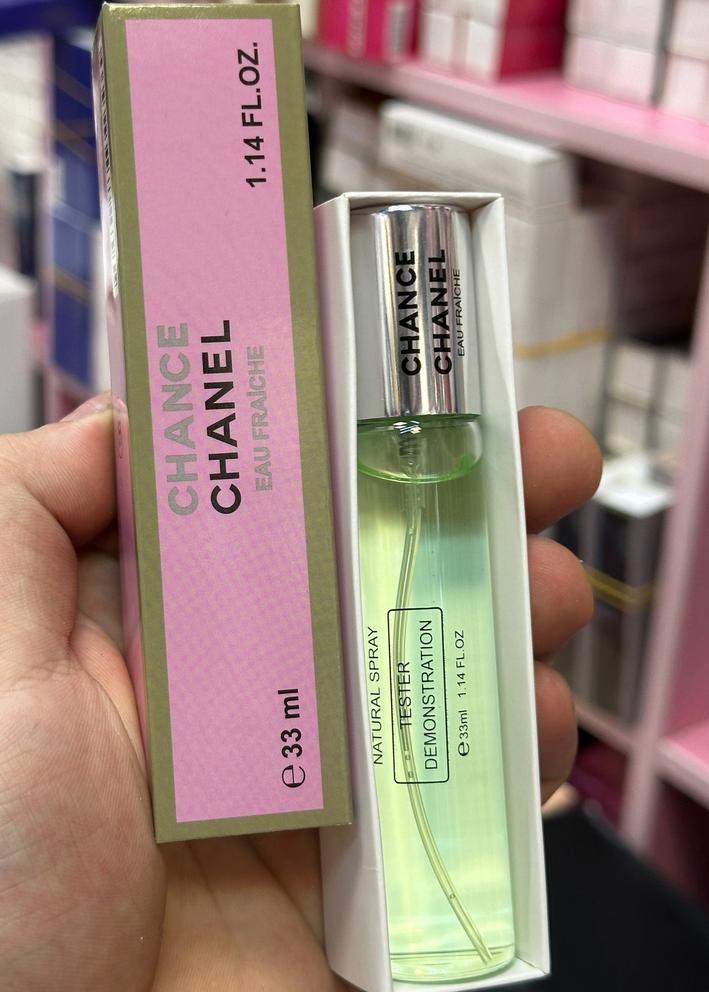 CHANCE
CHANEL
EAU FRAÎCHE
1.14 FL.OZ.
℮ 33 ml
CHANCE
CHANEL
EAU FRAÎCHE
NATURAL SPRAY
TESTER
DEMONSTRATION
℮33ml 1.14 FL.OZ